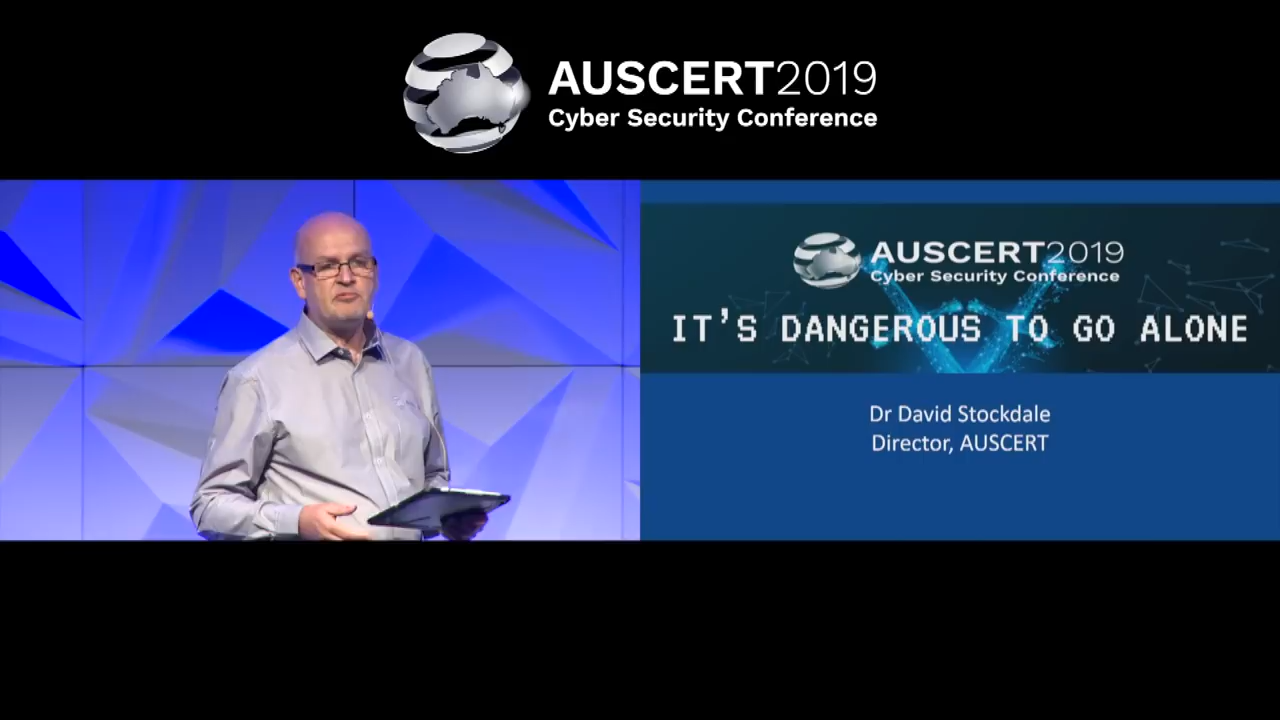 AUSCERT2019
Cyber Security Conference
AUSCERT2019
Cyber Security Conference
IT'S DANGEROUS TO GO ALONE
Dr David Stockdale
Director, AUSCERT